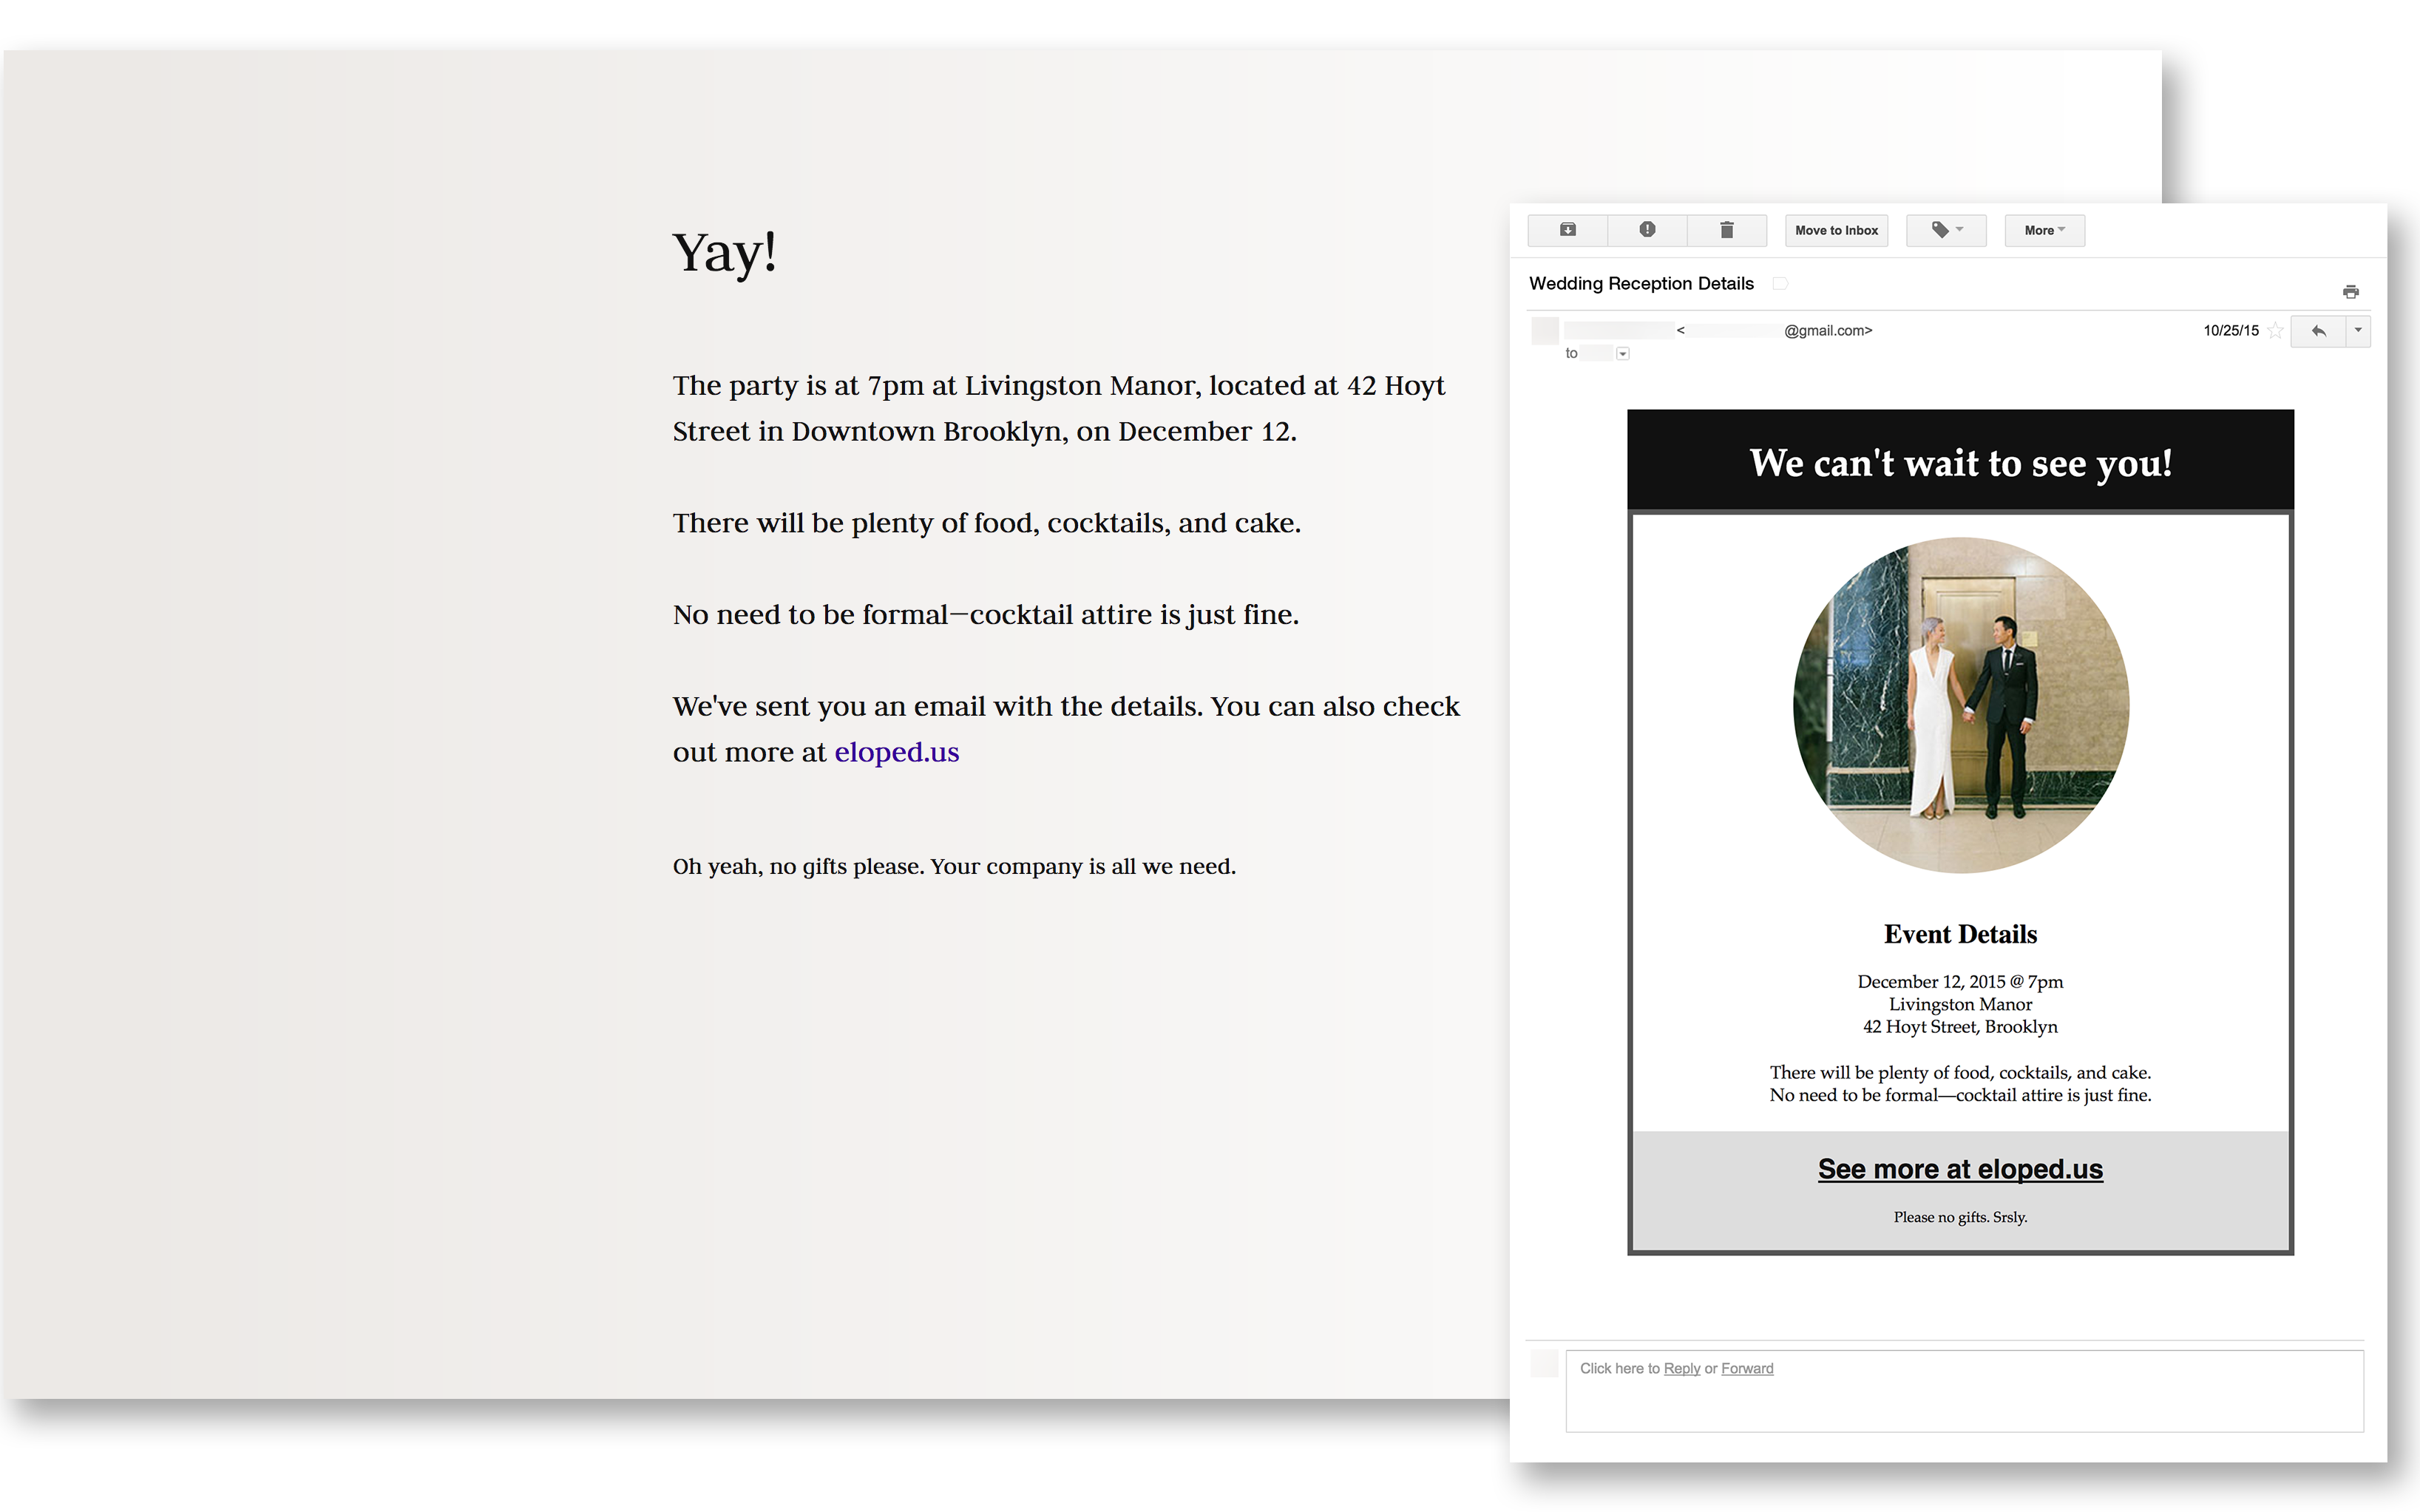 Yay!
The party is at 7pm at Livingston Manor, located at 42 Hoyt
Street in Downtown Brooklyn, on December 12.
There will be plenty of food, cocktails, and cake.
No need to be formal—cocktail attire is just fine.
We've sent you an email with the details. You can also check
out more at eloped.us
Oh yeah, no gifts please. Your company is all we need.
Move to Inbox
More
Wedding Reception Details
< @gmail.com>
10/25/15
to
We can't wait to see you!
Event Details
December 12, 2015 @ 7pm
Livingston Manor
42 Hoyt Street, Brooklyn
There will be plenty of food, cocktails, and cake.
No need to be formal—cocktail attire is just fine.
See more at eloped.us
Please no gifts. Srsly.
Click here to Reply or Forward